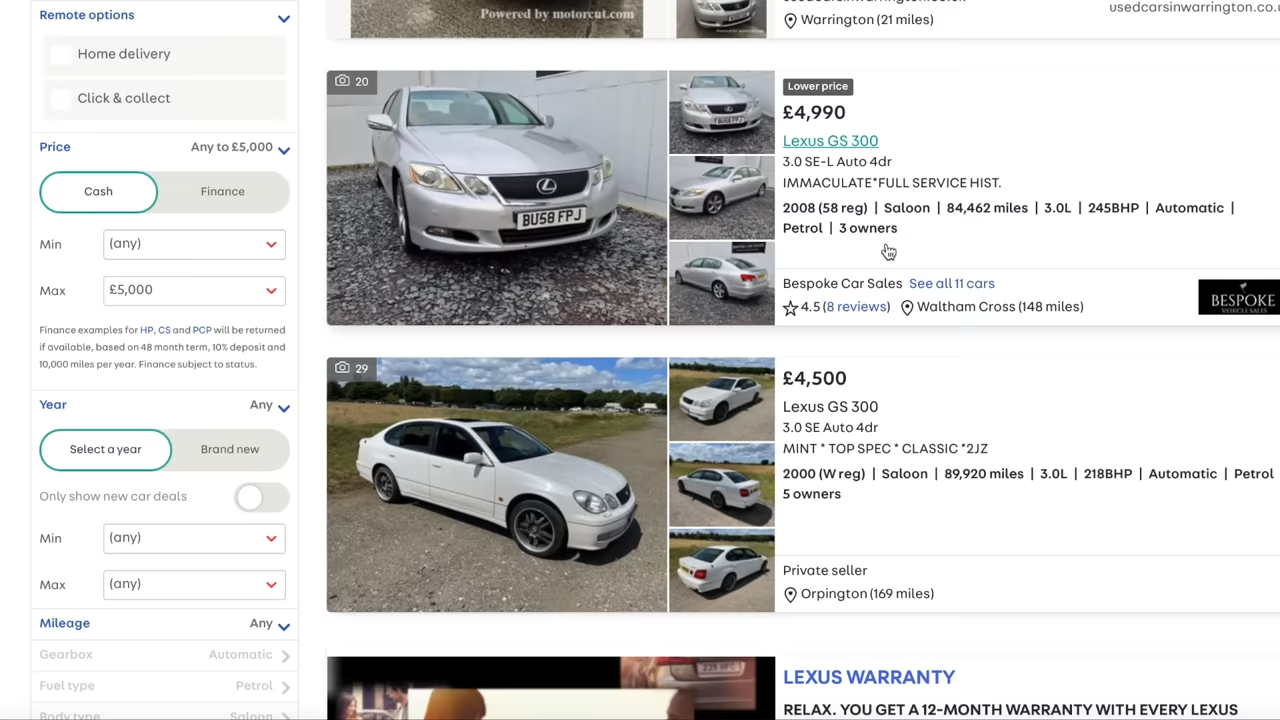 Remote options
Home delivery
Click & collect
Price Any to £5,000
Cash Finance
Min (any)
Max £5,000
Finance examples for HP, CS and PCP will be returned
if available, based on 48 month term, 10% deposit and
10,000 miles per year. Finance subject to status.
Year Any
Select a year Brand new
Only show new car deals
Min (any)
Max (any)
Mileage Any
Gearbox Automatic
Fuel type Petrol
Body type Saloon
Powered by motorcut.com
usedcarsinwarrington.co.u
Warrington (21 miles)
20
BU58 FPJ
Lower price
£4,990
Lexus GS 300
3.0 SE-L Auto 4dr
IMMACULATE*FULL SERVICE HIST.
2008 (58 reg) | Saloon | 84,462 miles | 3.0L | 245BHP | Automatic |
Petrol | 3 owners
Bespoke Car Sales See all 11 cars
4.5 (8 reviews) Waltham Cross (148 miles)
BESPOKE
VEHICLE SALES
29
£4,500
Lexus GS 300
3.0 SE Auto 4dr
MINT * TOP SPEC * CLASSIC *2JZ
2000 (W reg) | Saloon | 89,920 miles | 3.0L | 218BHP | Automatic | Petrol
5 owners
Private seller
Orpington (169 miles)
LEXUS WARRANTY
RELAX. YOU GET A 12-MONTH WARRANTY WITH EVERY LEXUS